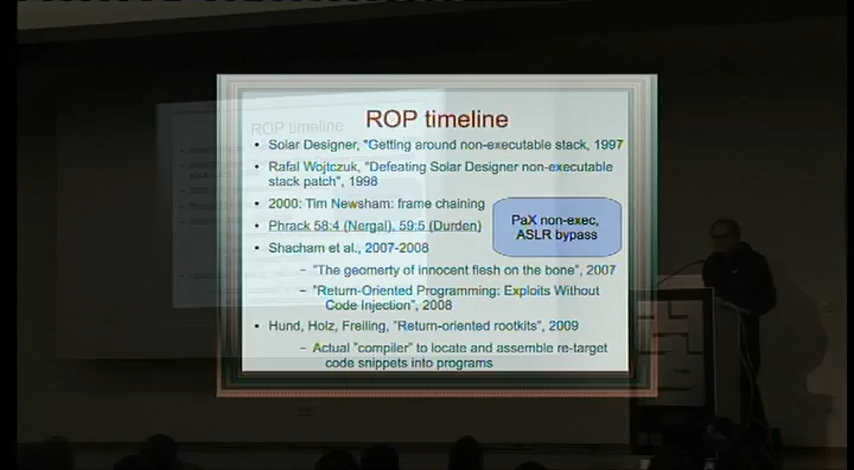 ROP timeline
• Solar Designer, "Getting around non-executable stack, 1997
• Rafal Wojtczuk, "Defeating Solar Designer non-executable
stack patch", 1998
• 2000: Tim Newsham: frame chaining
• Phrack 58:4 (Nergal), 59:5 (Durden)
PaX non-exec,
ASLR bypass
• Shacham et al., 2007-2008
– "The geomerty of innocent flesh on the bone", 2007
– "Return-Oriented Programming: Exploits Without
Code Injection", 2008
• Hund, Holz, Freiling, "Return-oriented rootkits", 2009
– Actual "compiler" to locate and assemble re-target
code snippets into programs
ROP timeline